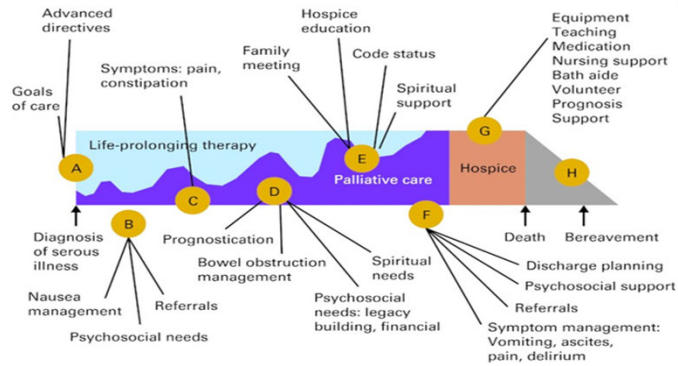 Advanced
directives
Goals
of care
Symptoms: pain,
constipation
Family
meeting
Hospice
education
Code status
Spiritual
support
Equipment
Teaching
Medication
Nursing support
Bath aide
Volunteer
Prognosis
Support
Life-prolonging therapy
Palliative care
Hospice
A
B
C
D
E
F
G
H
Diagnosis
of serous
illness
Death
Bereavement
Nausea
management
Psychosocial needs
Referrals
Prognostication
Bowel obstruction
management
Psychosocial
needs: legacy
building, financial
Spiritual
needs
Discharge planning
Psychosocial support
Referrals
Symptom management:
Vomiting, ascites,
pain, delirium